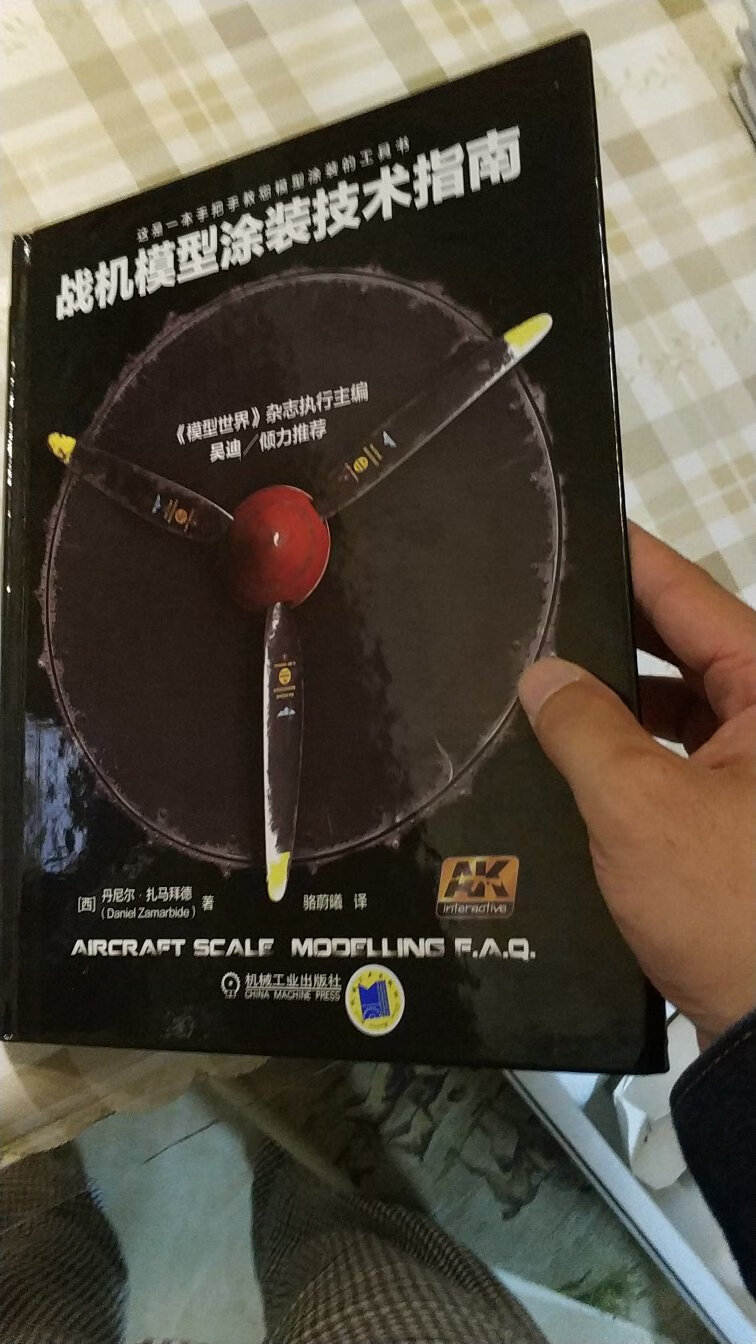 这是一本手把手教您模型涂装的工具书
战机模型涂装技术指南
《模型世界》杂志执行主编
吴迪／倾力推荐
[西] 丹尼尔·扎马拜德 著
(Daniel Zamarbide)
骆蔚曦 译
AK
interactive
AIRCRAFT SCALE MODELLING F.A.Q.
机械工业出版社
CHINA MACHINE PRESS